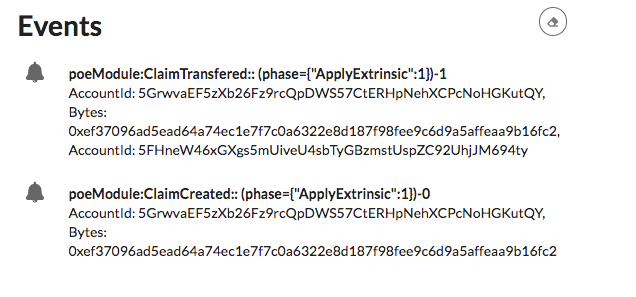 Events
poeModule:ClaimTransfered:: (phase={"ApplyExtrinsic":1})-1
AccountId: 5GrwvaEF5zXb26Fz9rcQpDWS57CtERHpNehXCPcNoHGKutQY,
Bytes:
0xef37096ad5ead64a74ec1e7f7c0a6322e8d187f98fee9c6d9a5affeaa9b16fc2,
AccountId: 5FHneW46xGXgs5mUiveU4sbTyGBzmstUspZC92UhjJM694ty
poeModule:ClaimCreated:: (phase={"ApplyExtrinsic":1})-0
AccountId: 5GrwvaEF5zXb26Fz9rcQpDWS57CtERHpNehXCPcNoHGKutQY,
Bytes:
0xef37096ad5ead64a74ec1e7f7c0a6322e8d187f98fee9c6d9a5affeaa9b16fc2